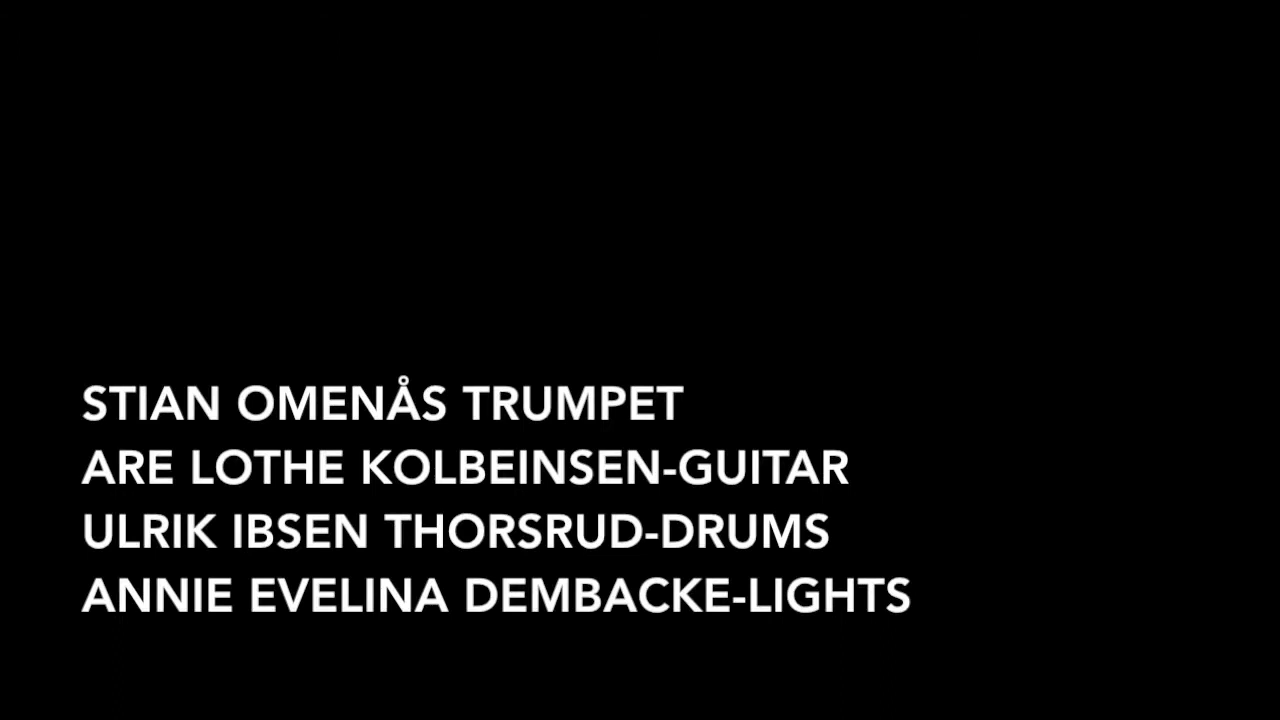 STIAN OMENÅS TRUMPET
ARE LOTHE KOLBEINSEN-GUITAR
ULRIK IBSEN THORSRUD-DRUMS
ANNIE EVELINA DEMBACKE-LIGHTS